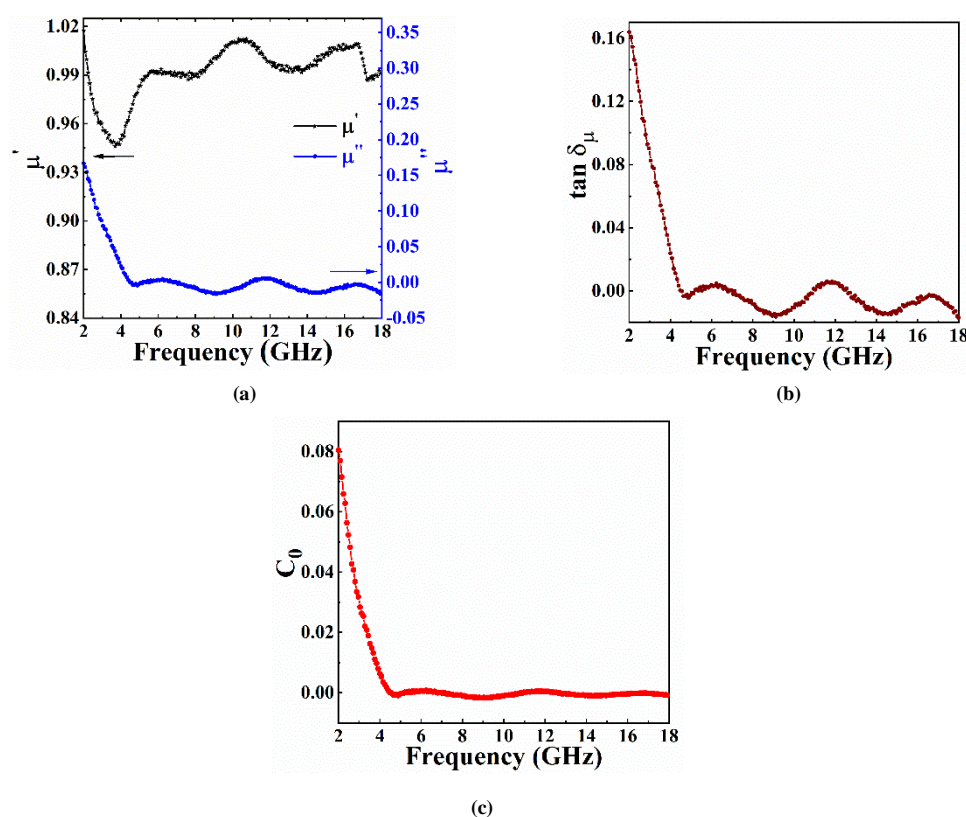 1.02
0.99
0.96
0.93
0.90
0.87
0.84
μ'
0.35
0.30
0.25
0.20
0.15
0.10
0.05
0.00
-0.05
μ''
μ'
μ''
2 4 6 8 10 12 14 16 18
Frequency (GHz)
(a)
0.16
0.12
0.08
0.04
0.00
tan δμ
2 4 6 8 10 12 14 16 18
Frequency (GHz)
(b)
0.08
0.06
0.04
0.02
0.00
C0
2 4 6 8 10 12 14 16 18
Frequency (GHz)
(c)